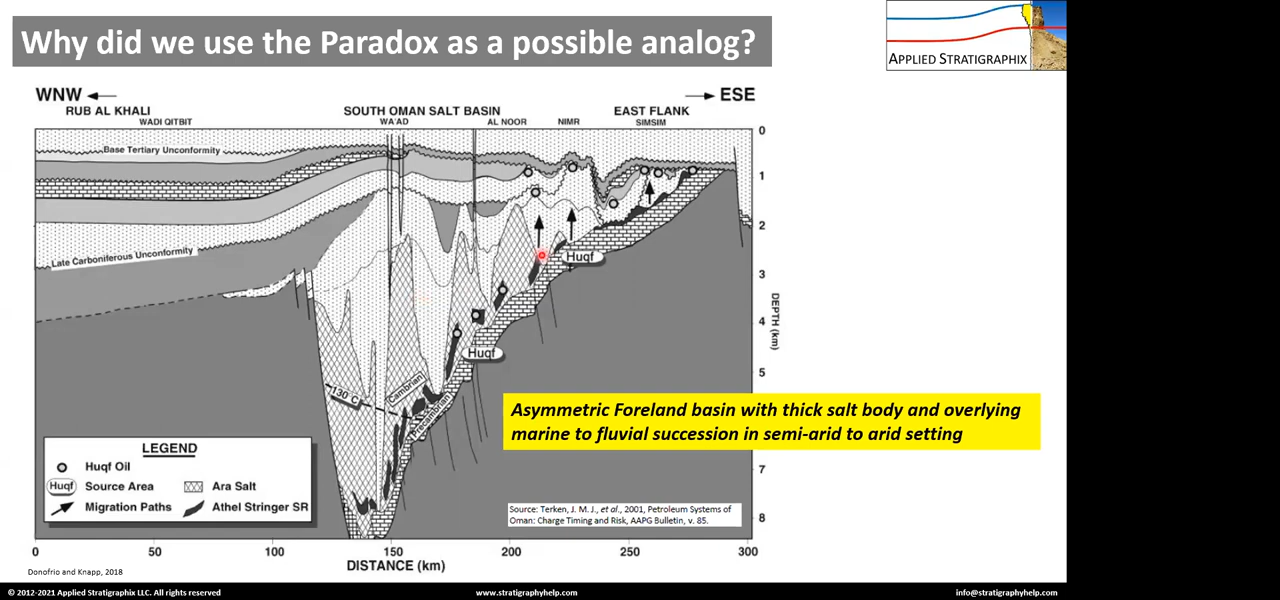 Why did we use the Paradox as a possible analog?
APPLIED STRATIGRAPHIX
WNW
ESE
RUB AL KHALI
SOUTH OMAN SALT BASIN
EAST FLANK
WADI QITBIT
WA'AD
AL NOOR
NIMR
SIMSIM
0
Base Tertiary Unconformity
1
2
Late Carboniferous Unconformity
Huqf
3
DEPTH (km)
4
Huqf
5
130 C
Cambrian
Precambrian
Asymmetric Foreland basin with thick salt body and overlying
marine to fluvial succession in semi-arid to arid setting
LEGEND
Huqf Oil
7
Huqf
Source Area
Ara Salt
Migration Paths
Athel Stringer SR
Source: Terken, J. M. J., et al., 2001, Petroleum Systems of
Oman: Charge Timing and Risk, AAPG Bulletin, v. 85.
8
0
50
100
150
200
250
300
DISTANCE (km)
Donofrio and Knapp, 2018
© 2012-2021 Applied Stratigraphix LLC. All rights reserved
www.stratigraphyhelp.com
info@stratigraphyhelp.com